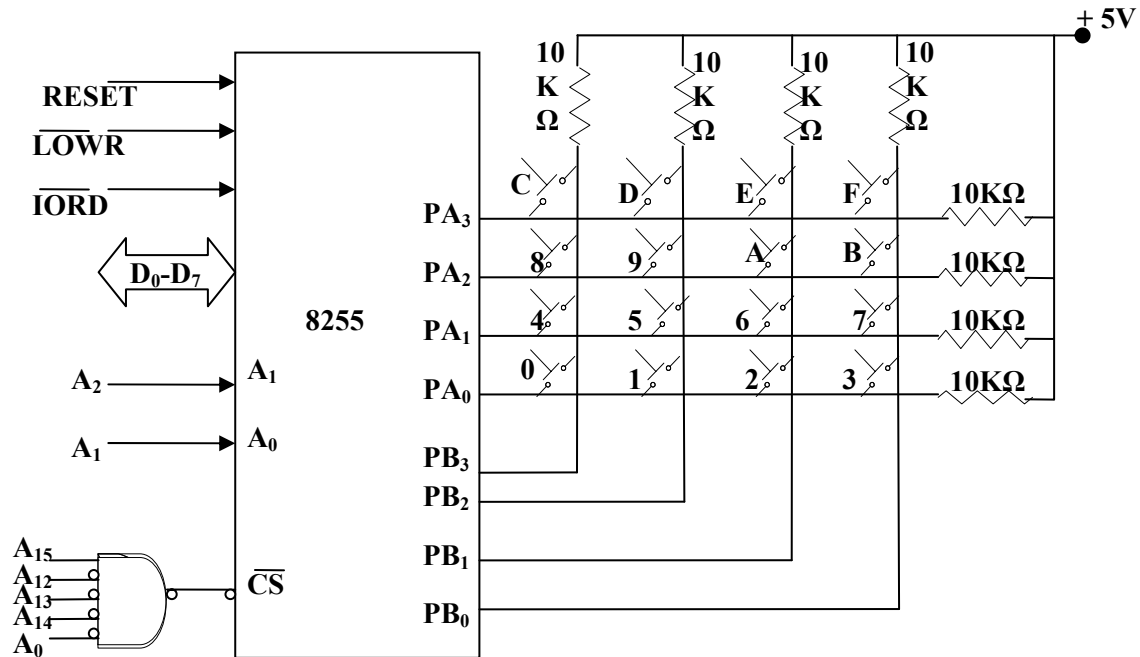 + 5V
10 10 10 10
K K K K
Ω Ω Ω Ω
RESET
LOWR
IORD
D₀-D₇
8255
C D E F
PA₃ 10KΩ
8 9 A B
PA₂ 10KΩ
4 5 6 7
PA₁ 10KΩ
0 1 2 3
PA₀ 10KΩ
A₂ A₁
A₁ A₀
PB₃
PB₂
PB₁
PB₀
A₁₅
A₁₂
A₁₃
A₁₄
A₀
CS